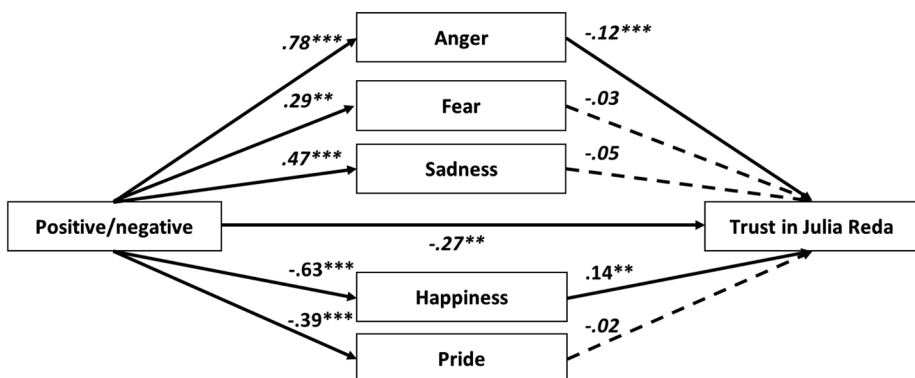 .78***
Anger
-.12***
.29**
Fear
-.03
.47***
Sadness
-.05
Positive/negative
-.27**
Trust in Julia Reda
-.63***
Happiness
.14**
-.39***
Pride
-.02